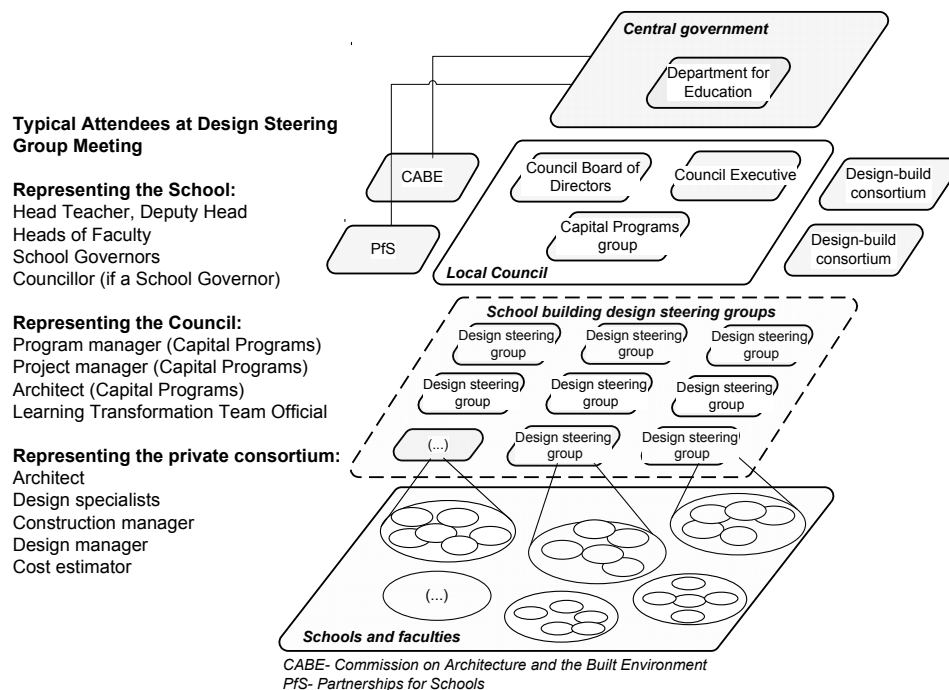 Typical Attendees at Design Steering
Group Meeting
Representing the School:
Head Teacher, Deputy Head
Heads of Faculty
School Governors
Councillor (if a School Governor)
Representing the Council:
Program manager (Capital Programs)
Project manager (Capital Programs)
Architect (Capital Programs)
Learning Transformation Team Official
Representing the private consortium:
Architect
Design specialists
Construction manager
Design manager
Cost estimator
Central government
Department for
Education
CABE
PfS
Council Board of
Directors
Council Executive
Capital Programs
group
Local Council
Design-build
consortium
Design-build
consortium
School building design steering groups
Design steering
group
Design steering
group
Design steering
group
Design steering
group
Design steering
group
Design steering
group
(...)
Design steering
group
Design steering
group
(...)
Schools and faculties
CABE- Commission on Architecture and the Built Environment
PfS- Partnerships for Schools